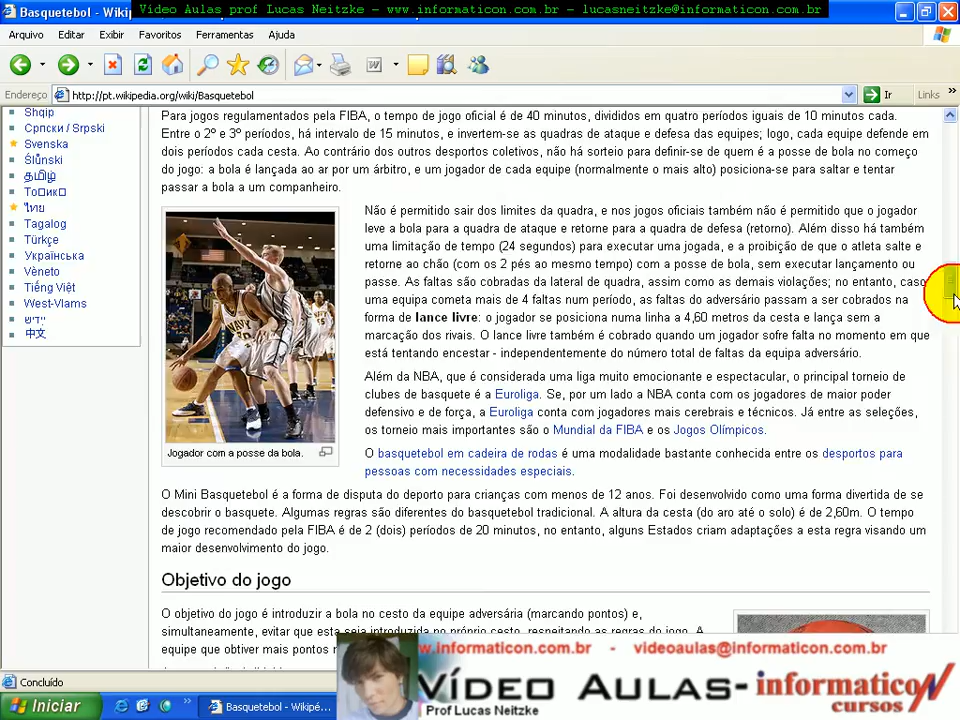 Basquetebol - Wikip
Vídeo Aulas prof Lucas Neitzke - www.informaticon.com.br - lucasneitzke@informaticon.com.br
Arquivo Editar Exibir Favoritos Ferramentas Ajuda
Endereço http://pt.wikipedia.org/wiki/Basquetebol Ir Links »
Shqip
Српски / Srpski
Svenska
Ślůnski
தமிழ்
ไทย
Tagalog
Türkçe
Українська
Vèneto
Tiếng Việt
West-Vlams
ייִדיש
中文
Para jogos regulamentados pela FIBA, o tempo de jogo oficial é de 40 minutos, divididos em quatro períodos iguais de 10 minutos cada.
Entre o 2º e 3º períodos, há intervalo de 15 minutos, e invertem-se as quadras de ataque e defesa das equipes; logo, cada equipe defende em
dois períodos cada cesta. Ao contrário dos outros desportos coletivos, não há sorteio para definir-se de quem é a posse de bola no começo
do jogo: a bola é lançada ao ar por um árbitro, e um jogador de cada equipe (normalmente o mais alto) posiciona-se para saltar e tentar
passar a bola a um companheiro.
Não é permitido sair dos limites da quadra, e nos jogos oficiais também não é permitido que o jogador
leve a bola para a quadra de ataque e retorne para a quadra de defesa (retorno). Além disso há também
uma limitação de tempo (24 segundos) para executar uma jogada, e a proibição de que o atleta salte e
retorne ao chão (com os 2 pés ao mesmo tempo) com a posse de bola, sem executar lançamento ou
passe. As faltas são cobradas da lateral de quadra, assim como as demais violações; no entanto, caso
uma equipe cometa mais de 4 faltas num período, as faltas do adversário passam a ser cobrados na
forma de lance livre: o jogador se posiciona numa linha a 4,60 metros da cesta e lança sem a
marcação dos rivais. O lance livre também é cobrado quando um jogador sofre falta no momento em que
está tentando encestar - independentemente do número total de faltas da equipa adversário.
Jogador com a posse da bola.
Além da NBA, que é considerada uma liga muito emocionante e espectacular, o principal torneio de
clubes de basquete é a Euroliga. Se, por um lado a NBA conta com os jogadores de maior poder
defensivo e de força, a Euroliga conta com jogadores mais cerebrais e técnicos. Já entre as seleções,
os torneio mais importantes são o Mundial da FIBA e os Jogos Olímpicos.
O basquetebol em cadeira de rodas é uma modalidade bastante conhecida entre os desportos para
pessoas com necessidades especiais.
O Mini Basquetebol é a forma de disputa do deporto para crianças com menos de 12 anos. Foi desenvolvido como uma forma divertida de se
descobrir o basquete. Algumas regras são diferentes do basquetebol tradicional. A altura da cesta (do aro até o solo) é de 2,60m. O tempo
de jogo recomendado pela FIBA é de 2 (dois) períodos de 20 minutos, no entanto, alguns Estados criam adaptações a esta regra visando um
maior desenvolvimento do jogo.
Objetivo do jogo
O objetivo do jogo é introduzir a bola no cesto da equipe adversária (marcando pontos) e,
simultaneamente, evitar que esta seja introduzida no próprio cesto, respeitando as regras do jogo. A
equipe que obtiver mais pontos
Concluído
w.informaticon.com.br - videoaulas@informaticon.com.br
VÍDEO AULAS- informaticoN
cursos
Prof Lucas Neitzke
Iniciar » Basquetebol - Wikipé...